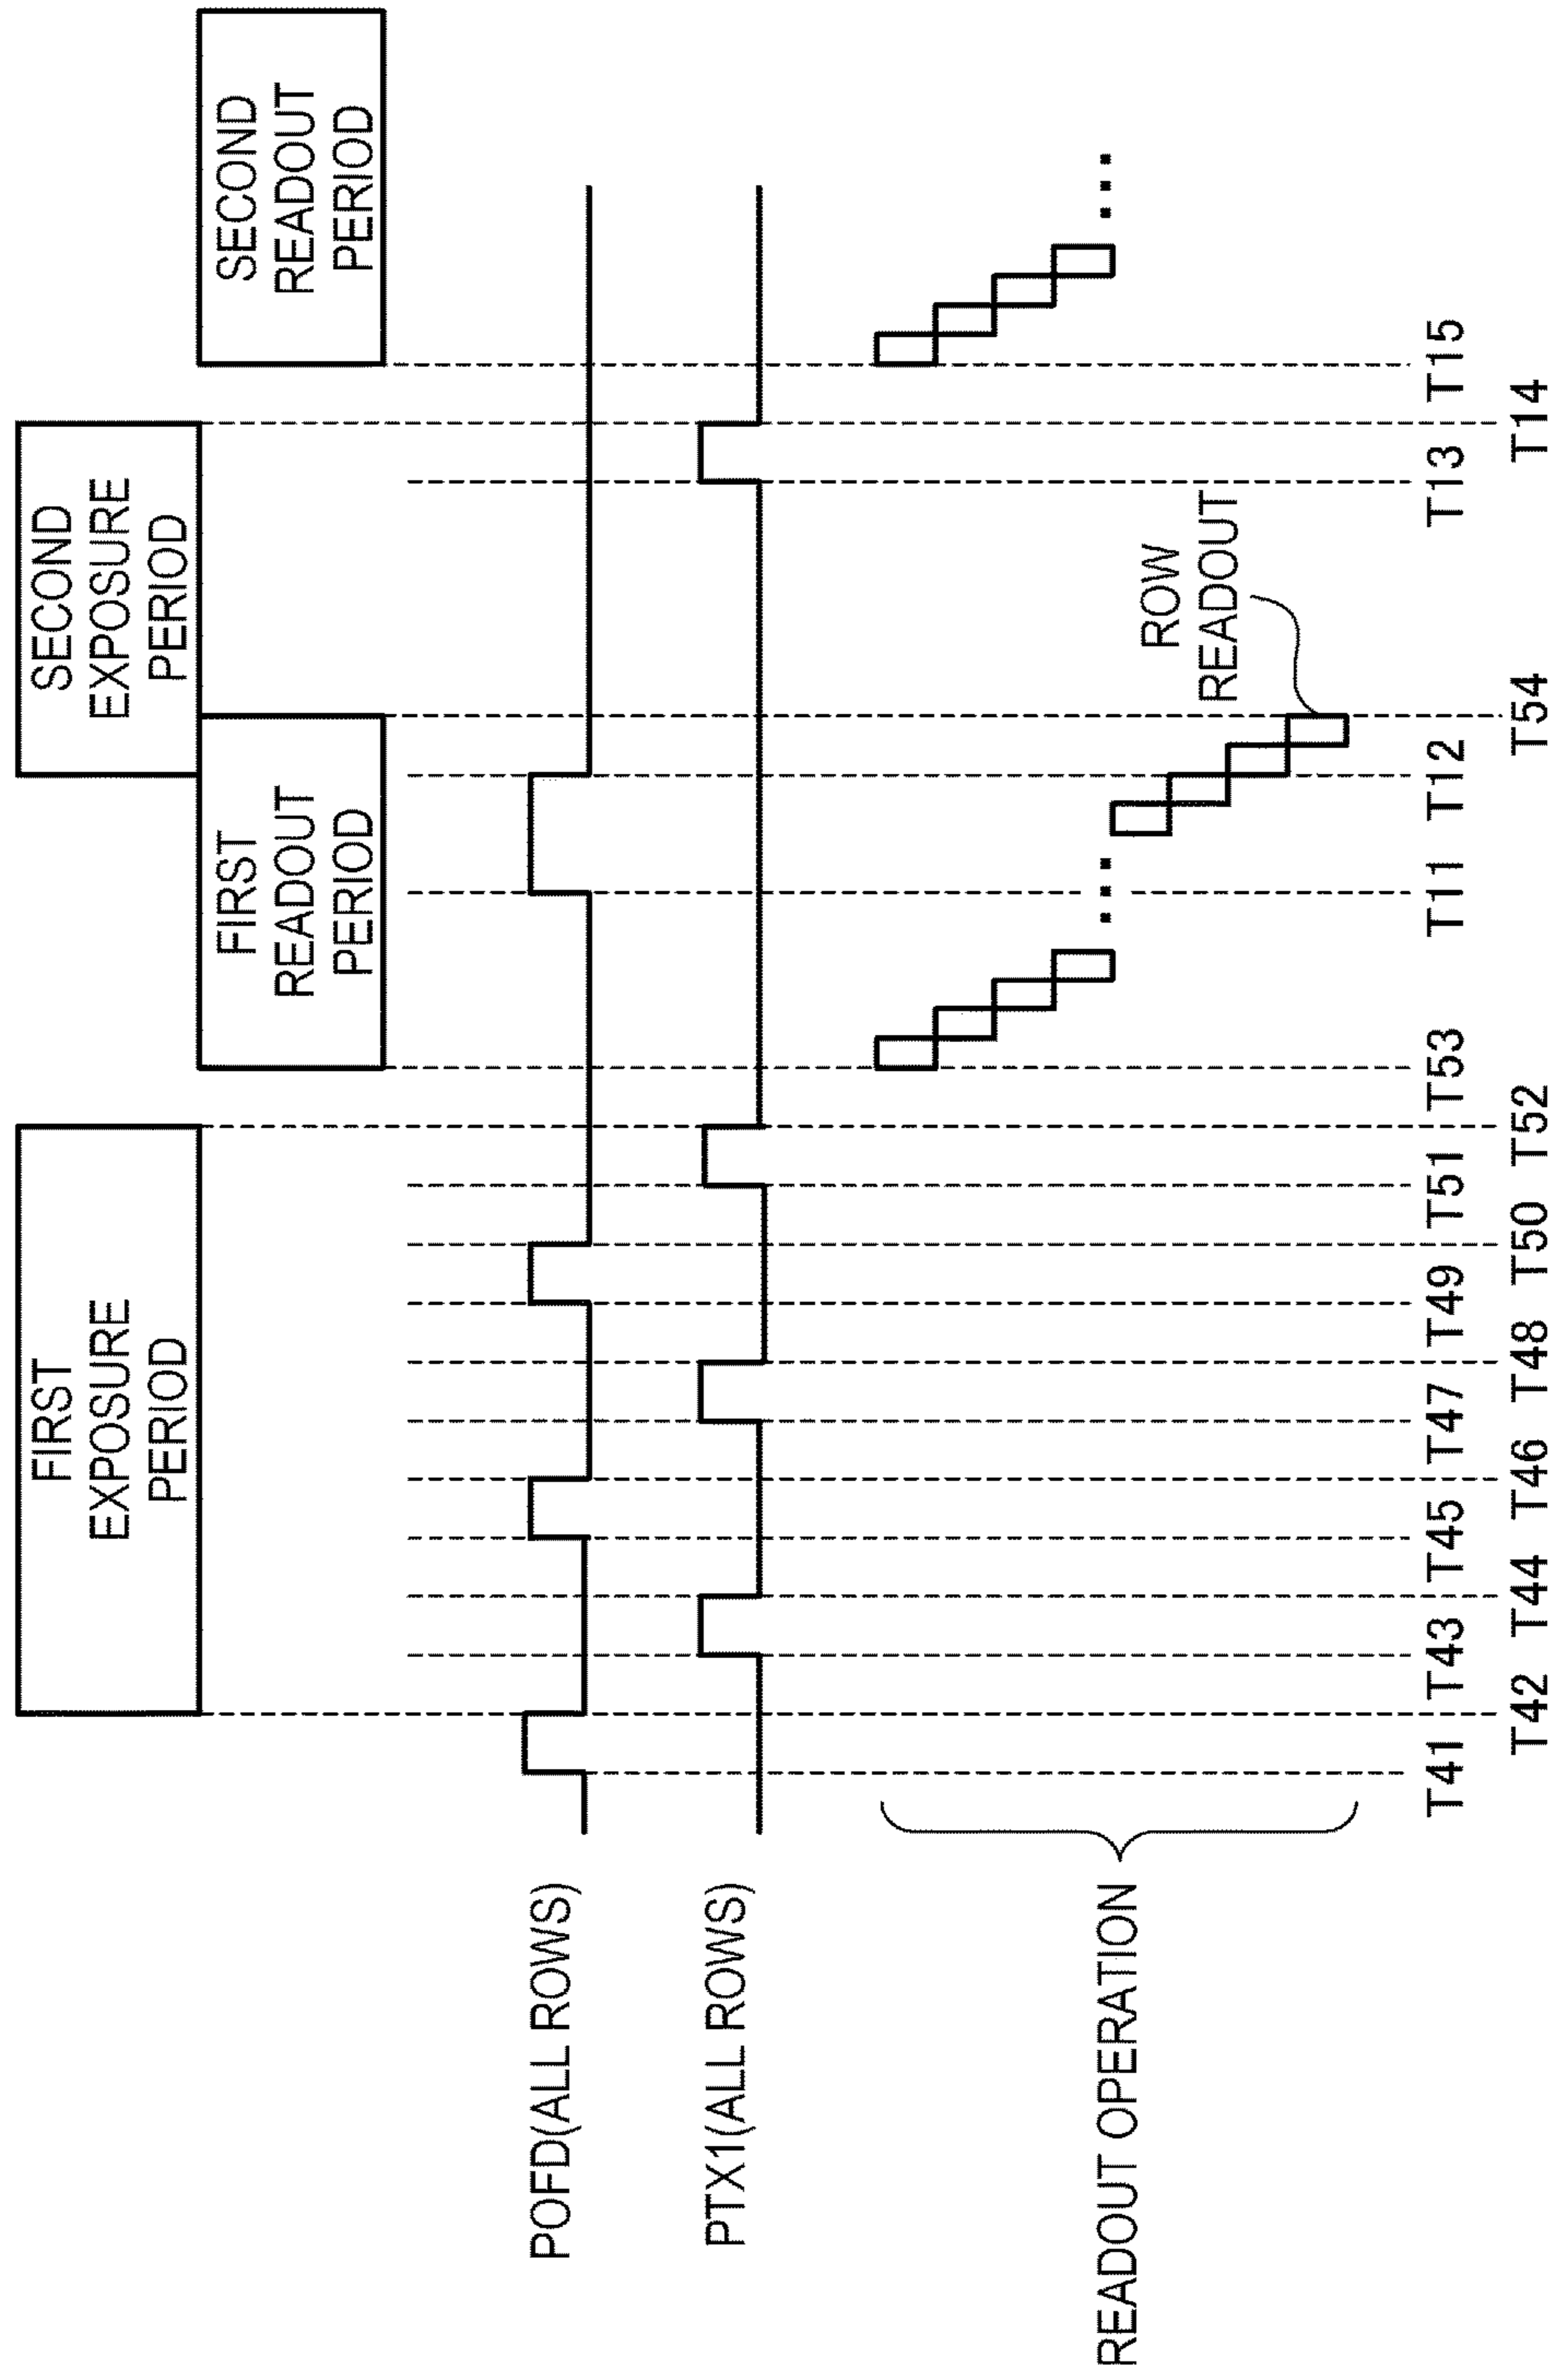 FIRST
EXPOSURE
PERIOD
SECOND
EXPOSURE
PERIOD
FIRST
READOUT
PERIOD
SECOND
READOUT
PERIOD
POFD(ALL ROWS)
PTX1(ALL ROWS)
READOUT OPERATION
ROW
READOUT
T41 T43 T45 T47 T49 T51 T53 T11 T12 T13 T15
T42 T44 T46 T48 T50 T52 T54 T14